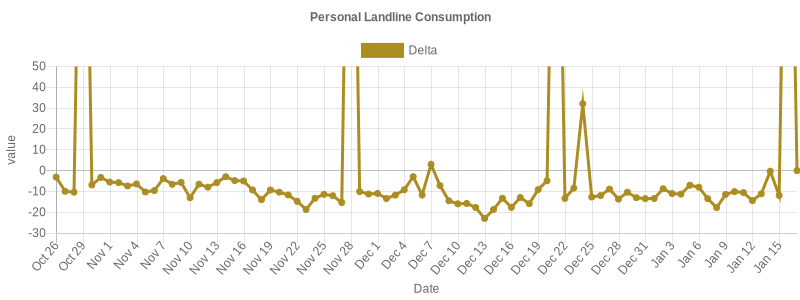 Personal Landline Consumption
Delta
value
50
40
30
20
10
0
-10
-20
-30
Oct 26
Oct 29
Nov 1
Nov 4
Nov 7
Nov 10
Nov 13
Nov 16
Nov 19
Nov 22
Nov 25
Nov 28
Dec 1
Dec 4
Dec 7
Dec 10
Dec 13
Dec 16
Dec 19
Dec 22
Dec 25
Dec 28
Dec 31
Jan 3
Jan 6
Jan 9
Jan 12
Jan 15
Date